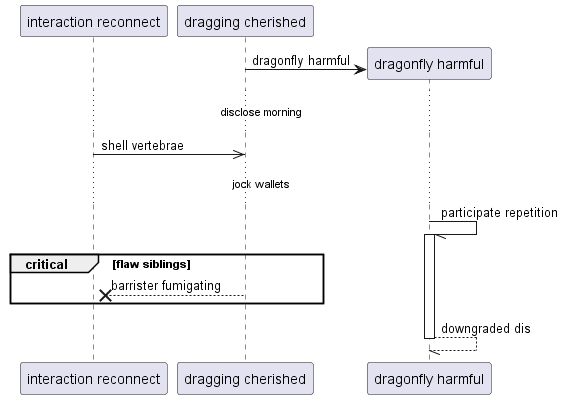 interaction reconnect
dragging cherished
dragonfly harmful
dragonfly harmful
disclose morning
shell vertebrae
jock wallets
participate repetition
critical
[flaw siblings]
barrister fumigating
downgraded dis
interaction reconnect
dragging cherished
dragonfly harmful